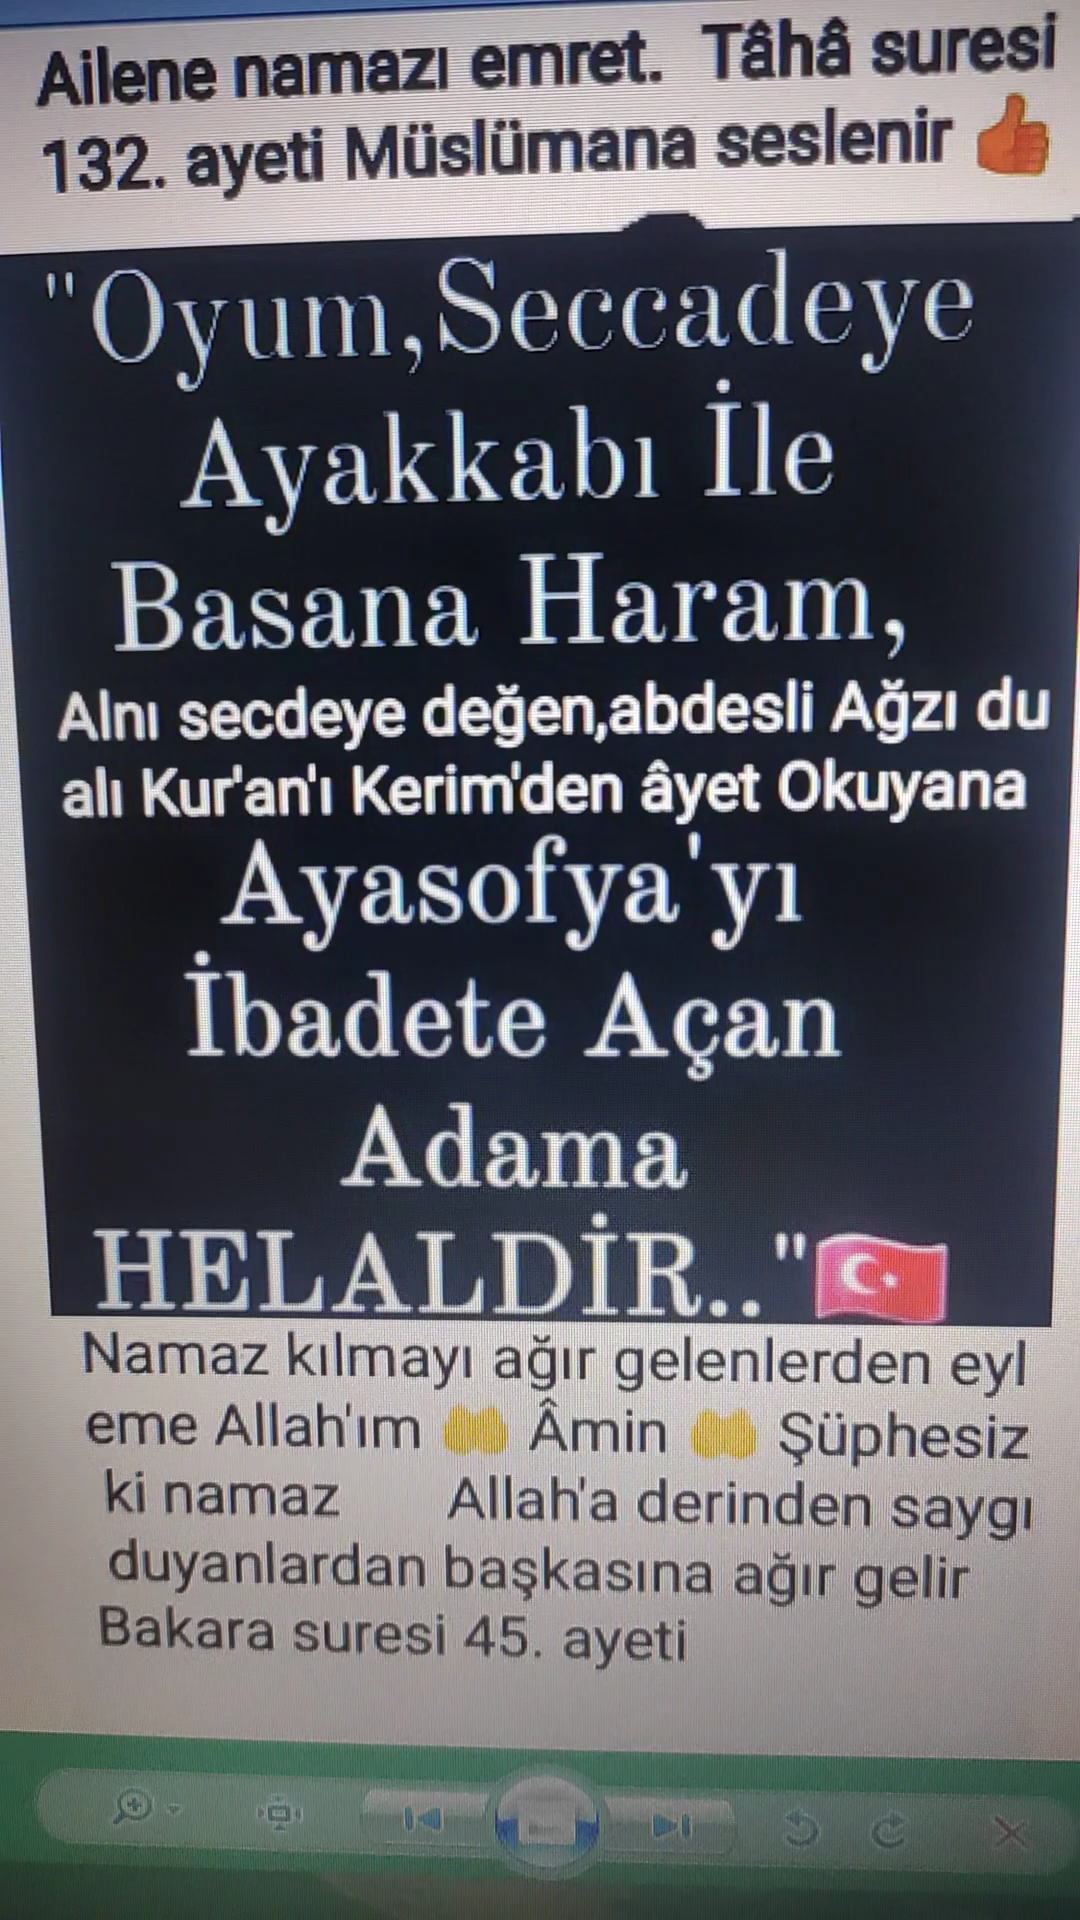 Ailene namazı emret. Tâhâ suresi
132. ayeti Müslümana seslenir 👍
"Oyum,Seccadeye
Ayakkabı İle
Basana Haram,
Alnı secdeye değen,abdesli Ağzı du
alı Kur'an'ı Kerim'den âyet Okuyana
Ayasofya'yı
İbadete Açan
Adama
HELALDİR.."🇹🇷
Namaz kılmayı ağır gelenlerden eyl
eme Allah'ım 🤲 Âmin 🤲 Şüphesiz
ki namaz Allah'a derinden saygı
duyanlardan başkasına ağır gelir
Bakara suresi 45. ayeti